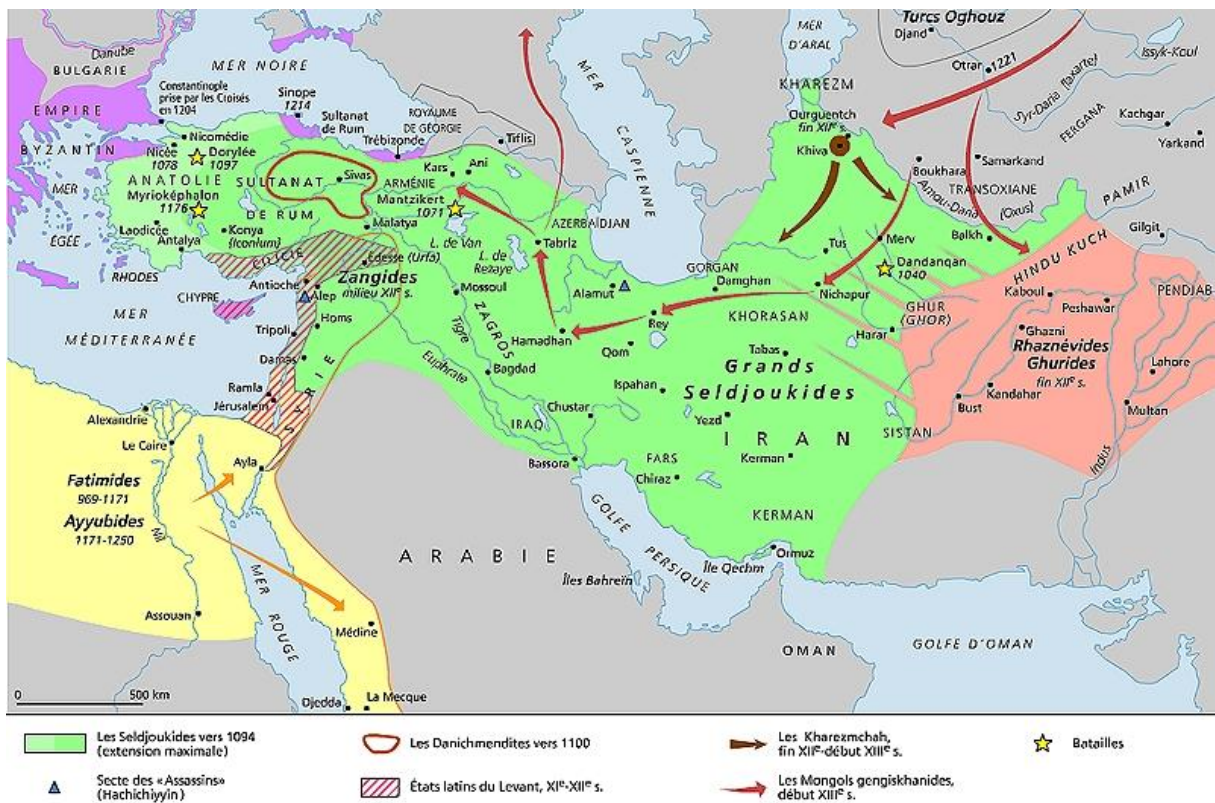 Turcs Oghouz
Djand
MER
D'ARAL
Issyk-Koul
Otrar
1221
Syr-Daria (Iaxarte)
FERGANA
Kachgar
Yarkand
KHAREZM
Ourguentch
fin XIIe s.
Khiva
Samarkand
Boukhara
TRANSOXIANE
Amou-Daria (Oxus)
PAMIR
Danube
BULGARIE
MER NOIRE
MER
CASPIENNE
Constantinople
prise par les Croisés
en 1204
EMPIRE
BYZANTIN
Sinope
1214
Sultanat
de Rum
ROYAUME
DE GÉORGIE
Trébizonde
Tiflis
Nicomédie
Nicée
1078
Dorylée
1097
ANATOLIE
SULTANAT
DE RUM
Sivas
ARMÉNIE
Kars
Ani
Mantzikert
1071
AZERBAÏDJAN
Myrioképhalon
1176
MER
ÉGÉE
Laodicée
Antalya
Konya
(Iconium)
Malatya
L. de Van
L. de
Rezaye
Tabriz
RHODES
CILICIE
Édesse (Urfa)
Zangides
milieu XIIe s.
Antioche
Alep
CHYPRE
Mossoul
Alamut
GORGAN
Damghan
Tus
Merv
Balkh
Dandanqan
1040
Nichapur
HINDU KUCH
Gilgit
MER
MÉDITERRANÉE
Tripoli
Homs
Damas
SYRIE
ZAGROS
Tigre
Euphrate
Hamadhan
Rey
Qom
KHORASAN
GHUR
(GHOR)
Harar
Kaboul
Peshawar
PENDJAB
Ghazni
Rhaznévides
Ghurides
fin XIIe s.
Lahore
Tabas
Grands
Seldjoukides
Bagdad
Ispahan
Yezd
Kandahar
Bust
Multan
Ramla
Jérusalem
Alexandrie
Le Caire
Ayla
Chustar
IRAQ
IRAN
SISTAN
Indus
Bassora
FARS
Chiraz
Kerman
KERMAN
Fatimides
969-1171
Ayyubides
1171-1250
Nil
GOLFE
PERSIQUE
Île Qechm
Ormuz
Îles Bahreïn
ARABIE
MER ROUGE
Assouan
Médine
OMAN
GOLFE D'OMAN
Djedda
La Mecque
0
500 km
Les Seldjoukides vers 1094
(extension maximale)
Les Danichmendites vers 1100
Les Kharezmchah,
fin XIIe-début XIIIe s.
Batailles
Secte des «Assassins»
(Hachichiyyin)
États latins du Levant, XIe-XIIe s.
Les Mongols gengiskhanides,
début XIIIe s.